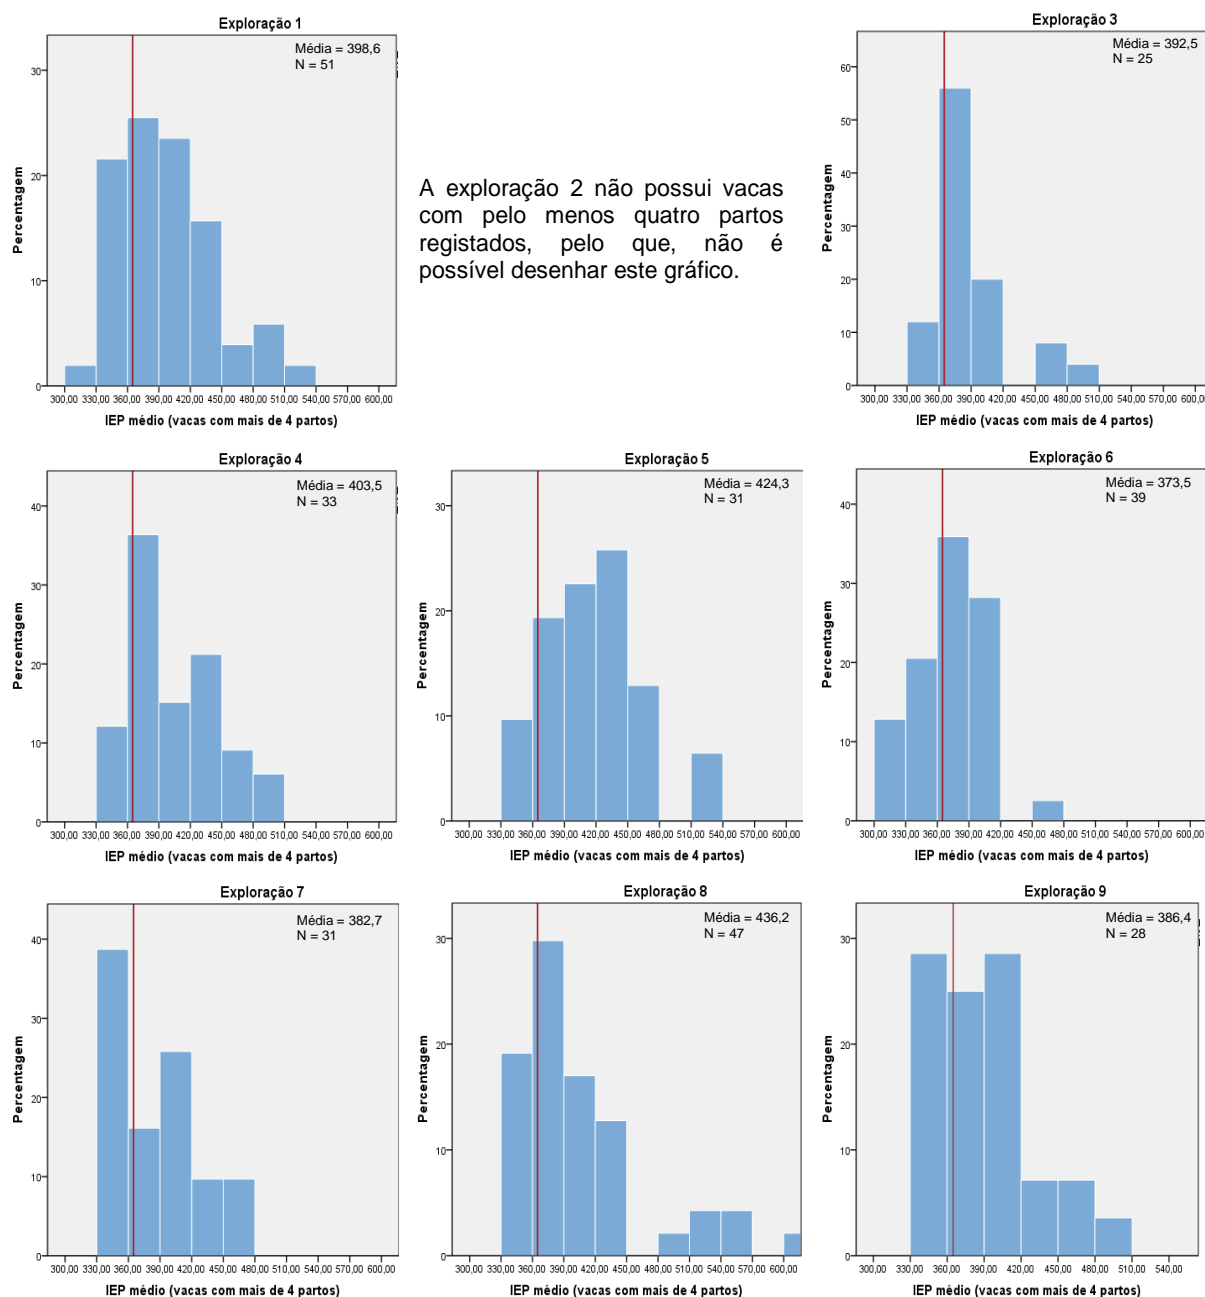 Exploração 1
Média = 398,6
N = 51
Percentagem
30
20
10
0
300,00 330,00 360,00 390,00 420,00 450,00 480,00 510,00 540,00 570,00 600,00
IEP médio (vacas com mais de 4 partos)
A exploração 2 não possui vacas
com pelo menos quatro partos
registados, pelo que, não é
possível desenhar este gráfico.
Exploração 3
Média = 392,5
N = 25
Percentagem
60
50
40
30
20
10
0
300,00 330,00 360,00 390,00 420,00 450,00 480,00 510,00 540,00 570,00 600,0
IEP médio (vacas com mais de 4 partos)
Exploração 4
Média = 403,5
N = 33
Percentagem
40
30
20
10
0
300,00 330,00 360,00 390,00 420,00 450,00 480,00 510,00 540,00 570,00 600,00
IEP médio (vacas com mais de 4 partos)
Exploração 5
Média = 424,3
N = 31
Percentagem
30
20
10
0
300,00 330,00 360,00 390,00 420,00 450,00 480,00 510,00 540,00 570,00 600,00
IEP médio (vacas com mais de 4 partos)
Exploração 6
Média = 373,5
N = 39
Percentagem
40
30
20
10
0
300,00 330,00 360,00 390,00 420,00 450,00 480,00 510,00 540,00 570,00 600,00
IEP médio (vacas com mais de 4 partos)
Exploração 7
Média = 382,7
N = 31
Percentagem
40
30
20
10
0
300,00 330,00 360,00 390,00 420,00 450,00 480,00 510,00 540,00 570,00 600,00
IEP médio (vacas com mais de 4 partos)
Exploração 8
Média = 436,2
N = 47
Percentagem
30
20
10
0
300,00 330,00 360,00 390,00 420,00 450,00 480,00 510,00 540,00 570,00 600,00
IEP médio (vacas com mais de 4 partos)
Exploração 9
Média = 386,4
N = 28
Percentagem
30
20
10
0
300,00 330,00 360,00 390,00 420,00 450,00 480,00 510,00 540,00
IEP médio (vacas com mais de 4 partos)